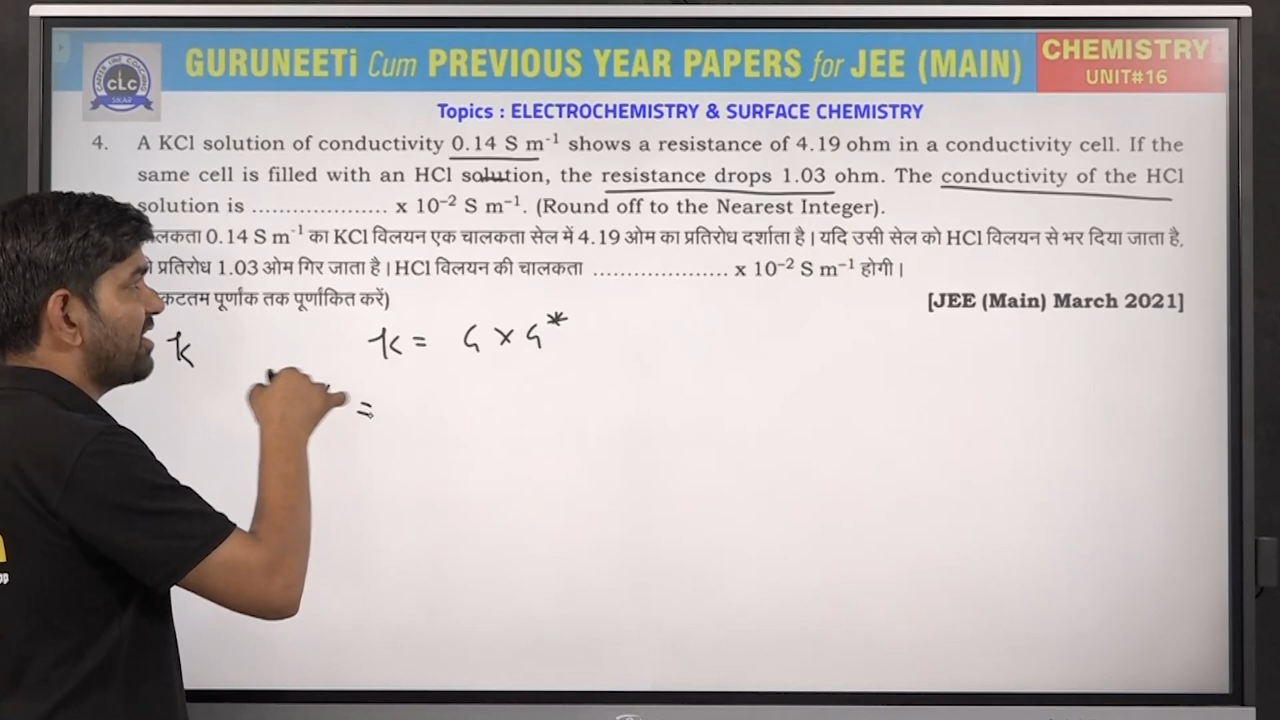 GURUNEETi Cum PREVIOUS YEAR PAPERS for JEE (MAIN)
CHEMISTRY
UNIT#16
CLC
SIKAR
Topics : ELECTROCHEMISTRY & SURFACE CHEMISTRY
4. A KCl solution of conductivity 0.14 S m⁻¹ shows a resistance of 4.19 ohm in a conductivity cell. If the
same cell is filled with an HCl solution, the resistance drops 1.03 ohm. The conductivity of the HCl
solution is .................... x 10⁻² S m⁻¹. (Round off to the Nearest Integer).
0.14 S m⁻¹ का KCl विलयन एक चालकता सेल में 4.19 ओम का प्रतिरोध दर्शाता है। यदि उसी सेल को HCl विलयन से भर दिया जाता है,
प्रतिरोध 1.03 ओम गिर जाता है। HCl विलयन की चालकता .................... x 10⁻² S m⁻¹ होगी।
पूर्णांक तक पूर्णांकित करें)
[JEE (Main) March 2021]
K K = G × G*
=